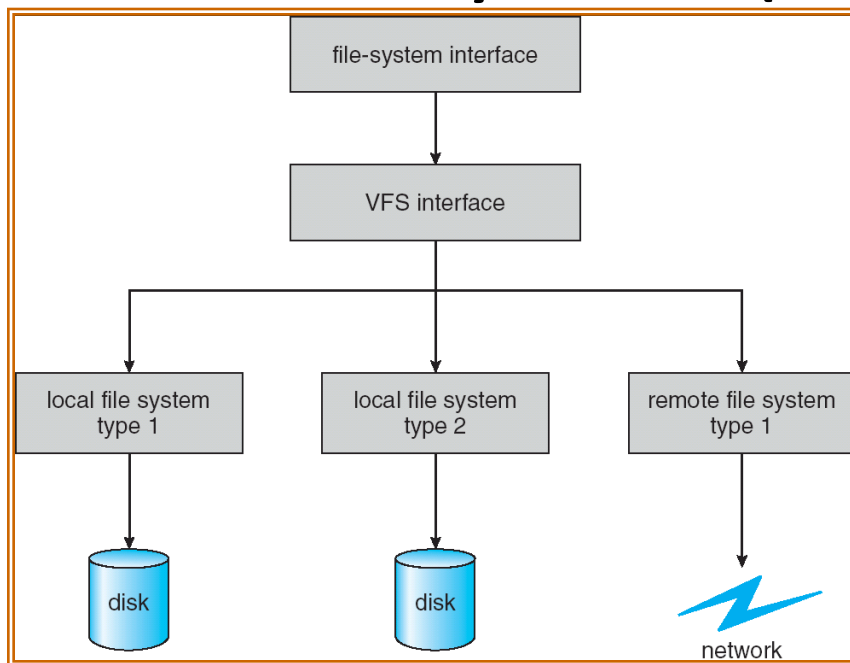 file-system interface
VFS interface
local file system
type 1
local file system
type 2
remote file system
type 1
disk
disk
network